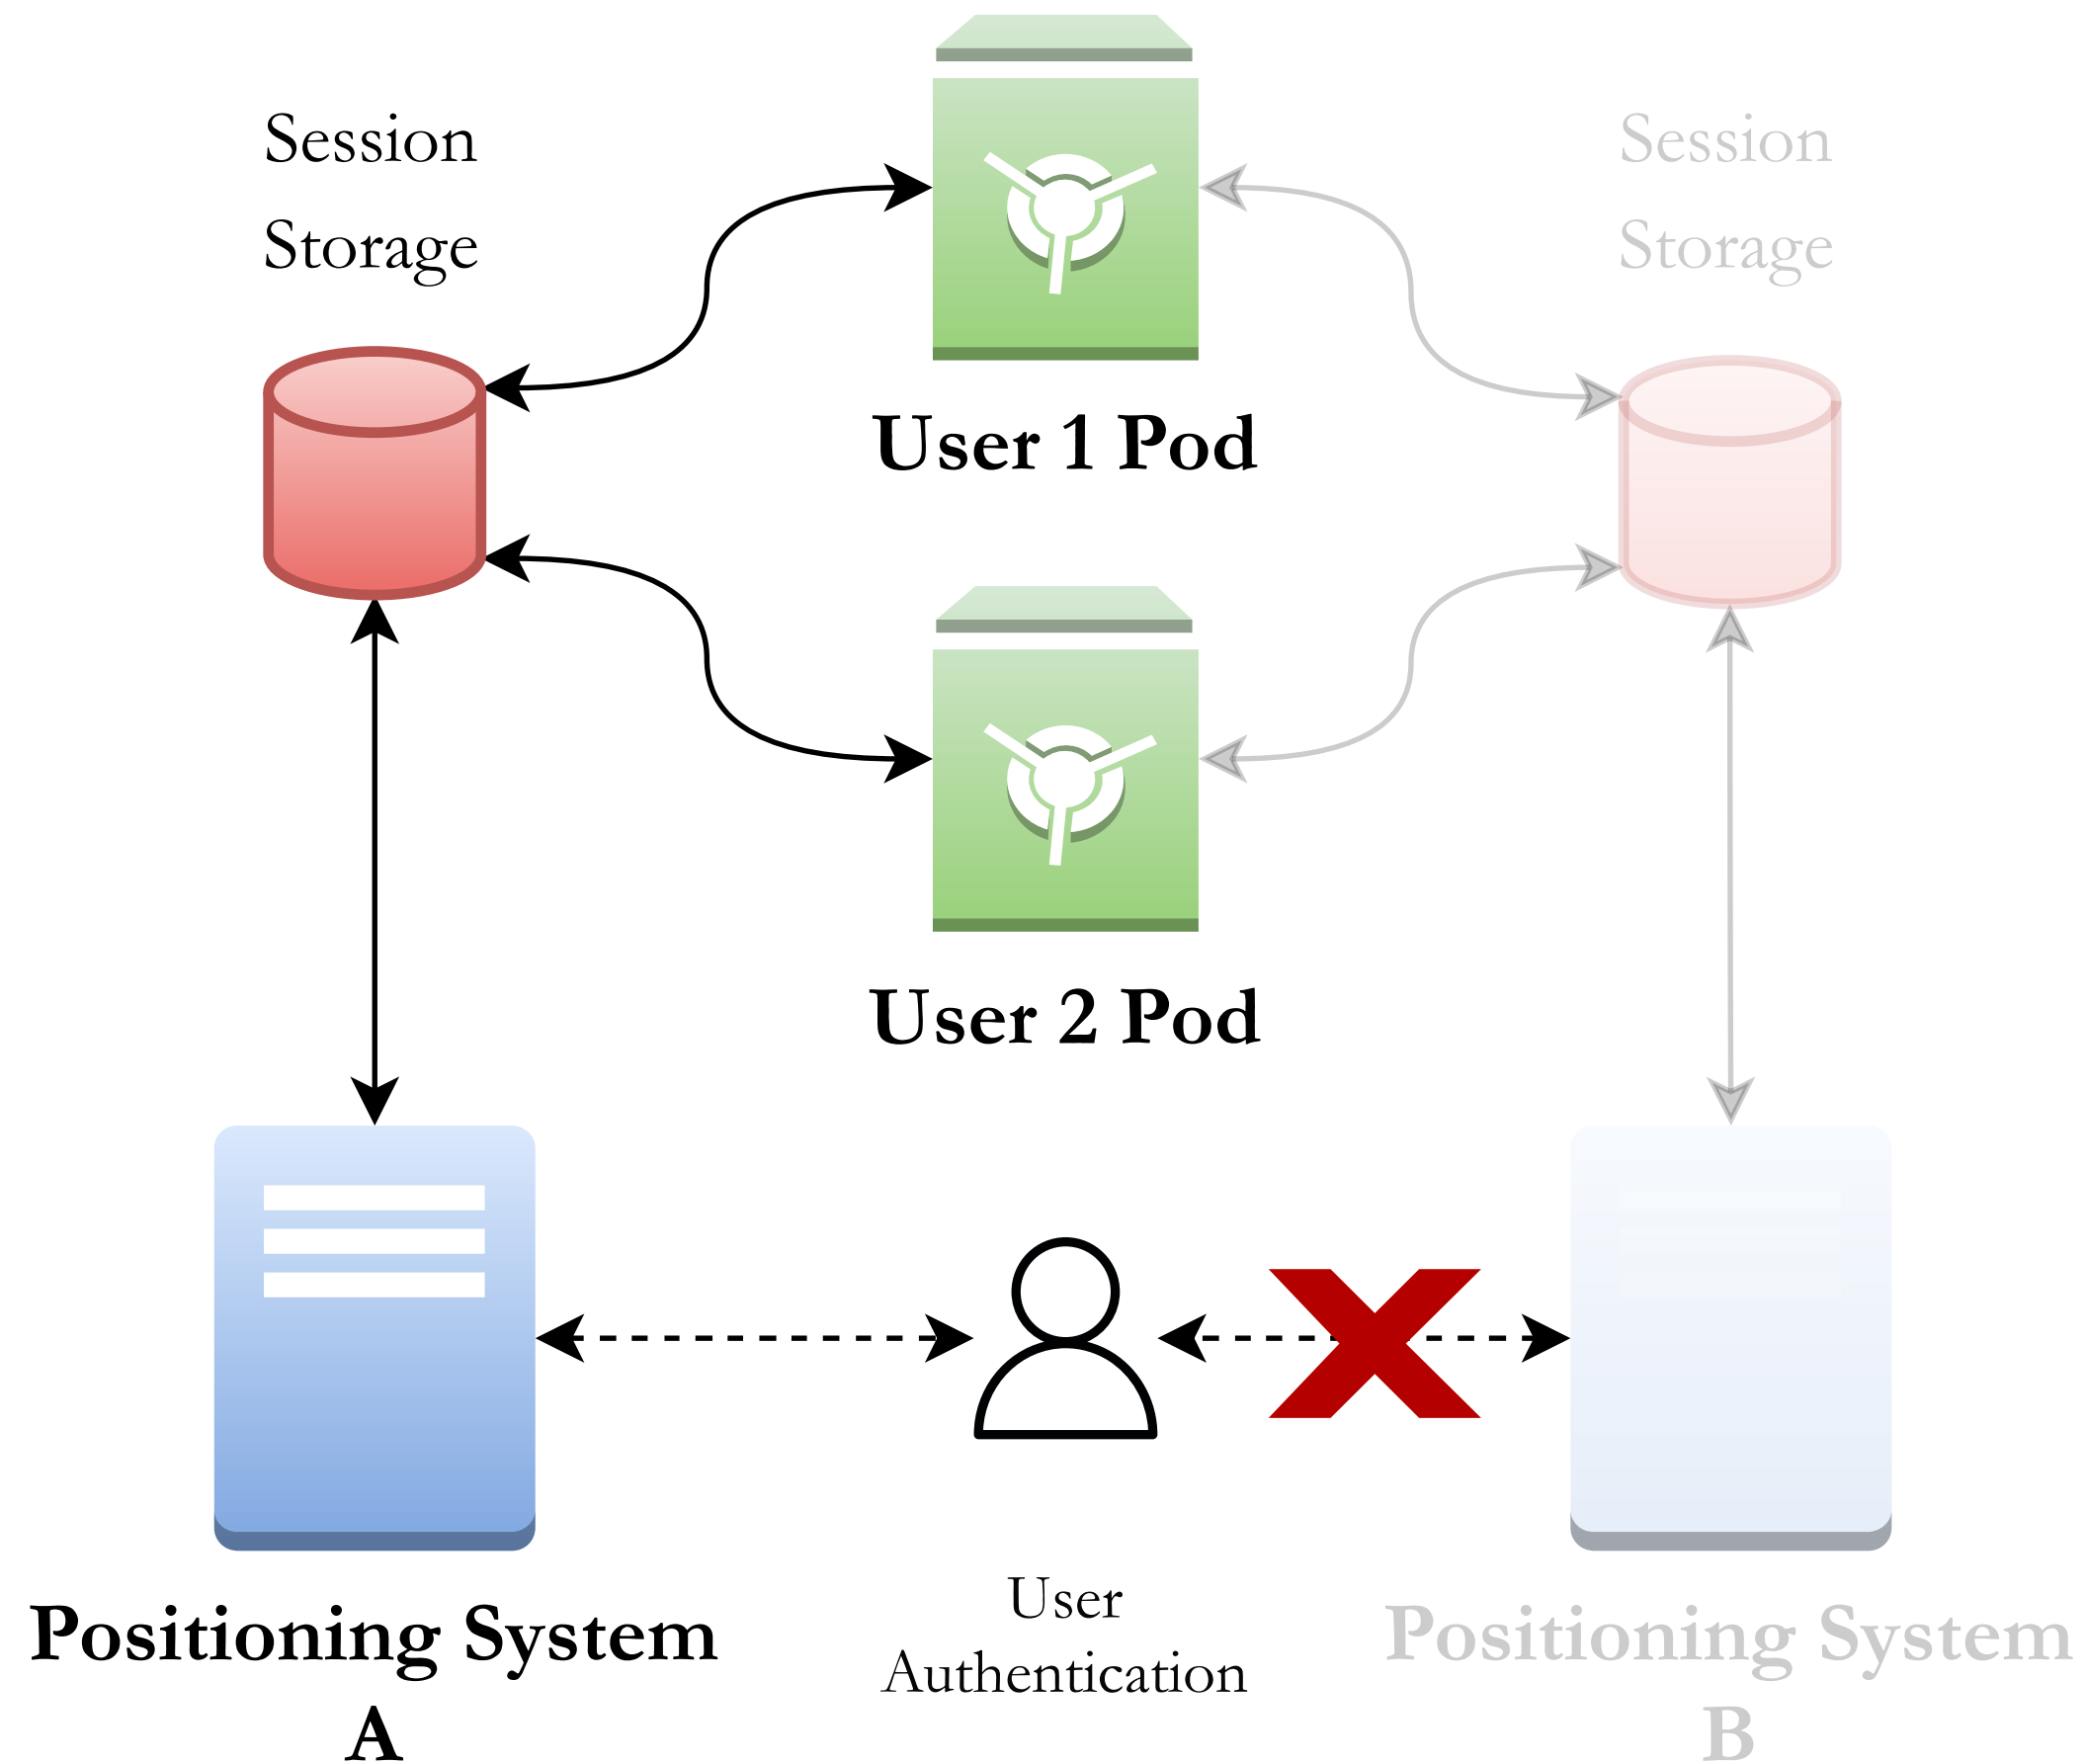 Session
Storage
Session
Storage
User 1 Pod
User 2 Pod
User
Authentication
Positioning System
A
Positioning System
B